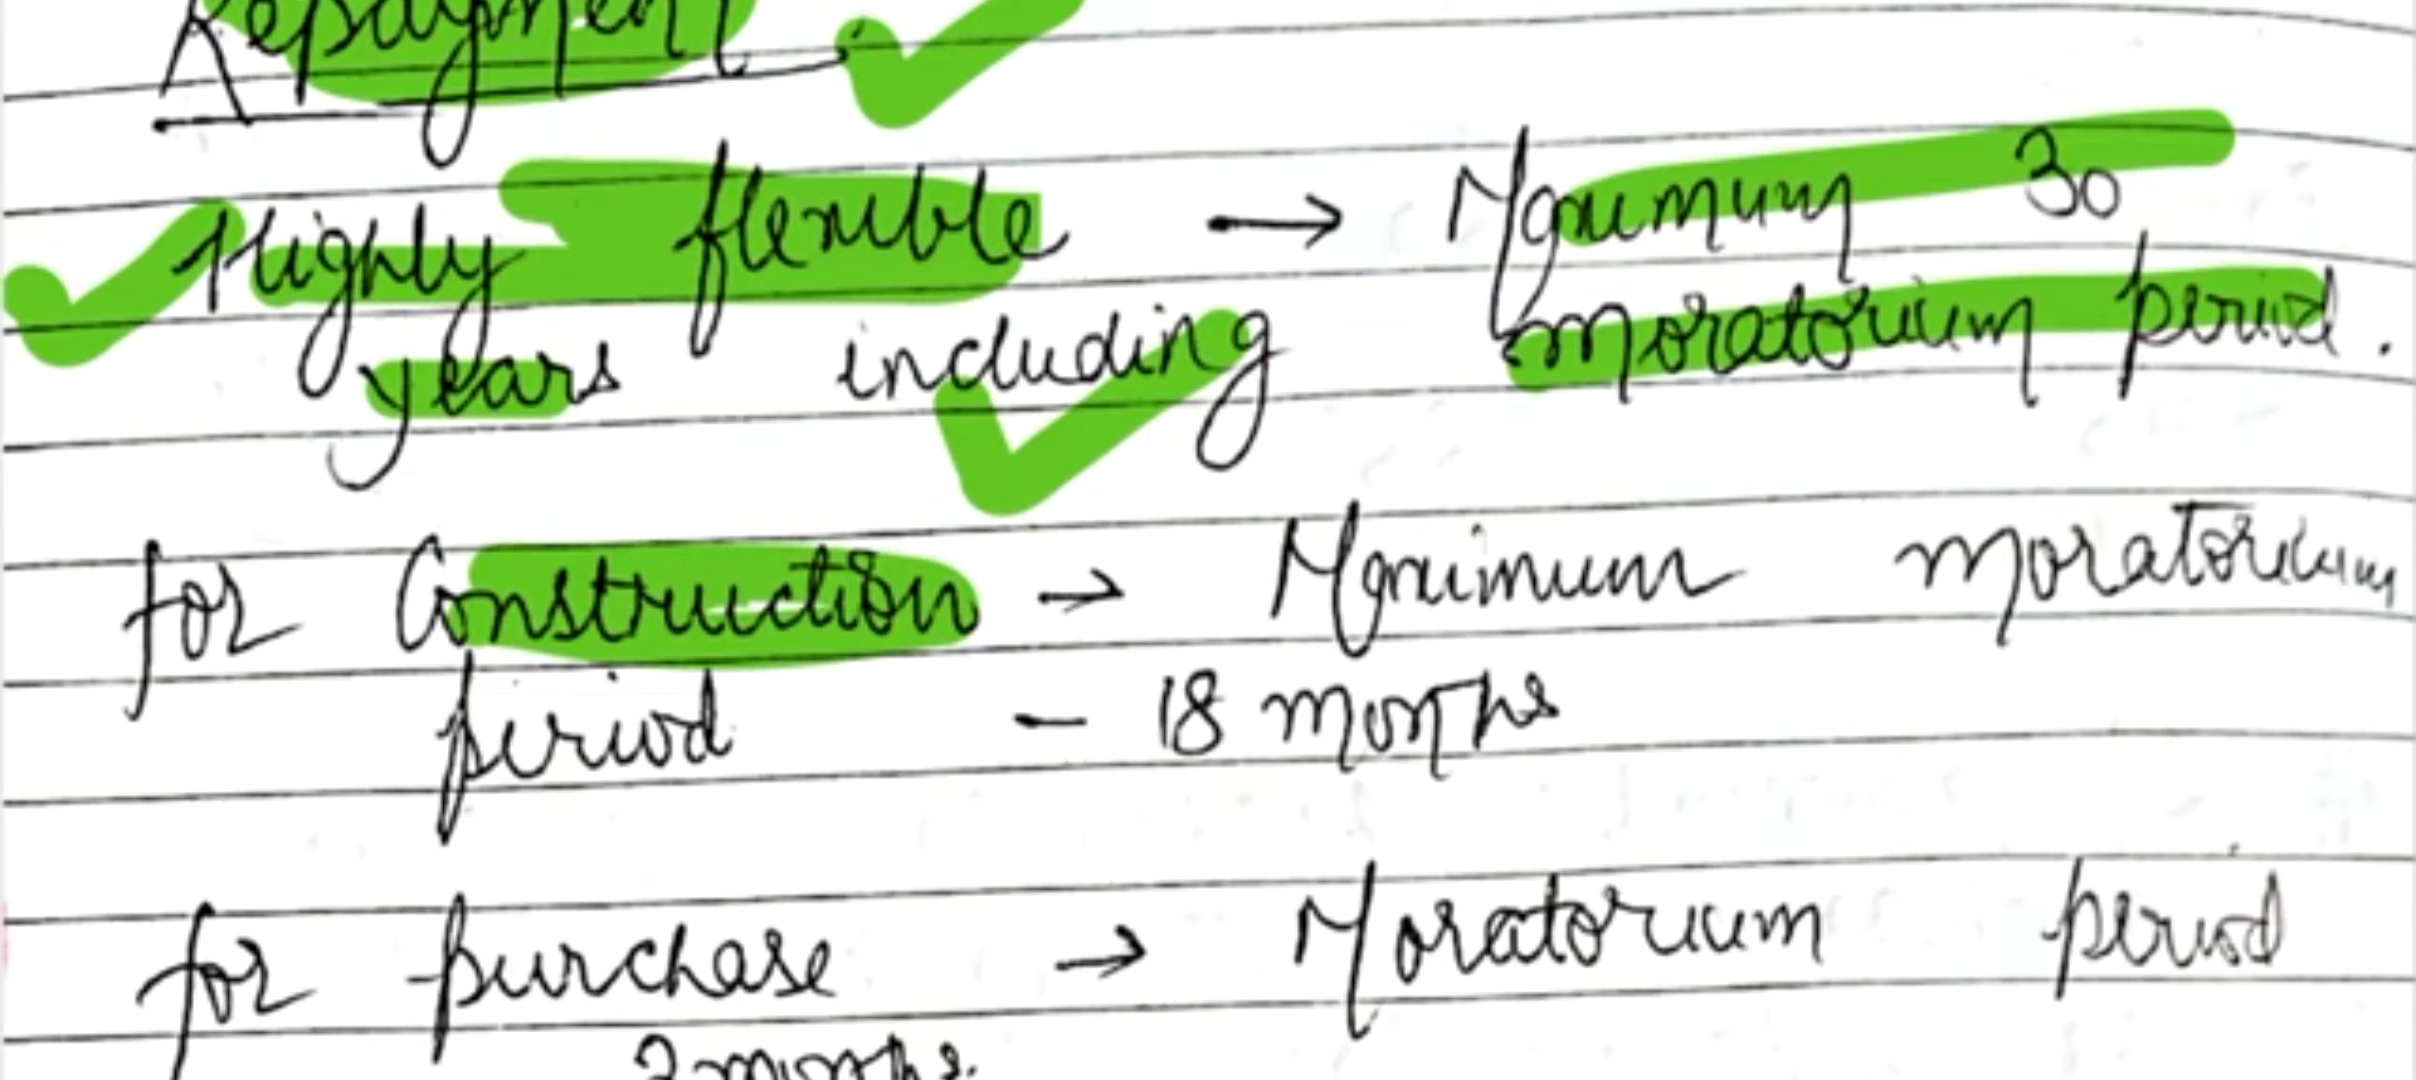 Repayment
Highly flexible → Maximum 30
years including moratorium period.
for Construction → Maximum moratorium
period - 18 months
for purchase → Moratorium period
months.